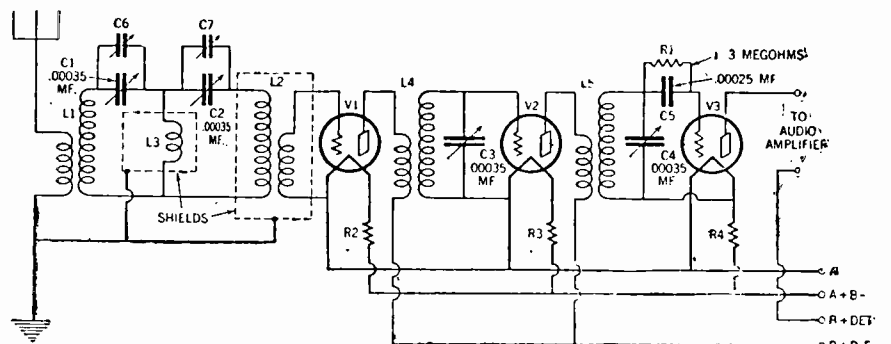 C6
C7
C1
.00035
MF.
L1
L2
C2
.00035
MF.
L3
SHIELDS
V1
R2
L4
C3
.00035
MF
V2
R3
L5
R1
3 MEGOHMS
.00025 MF
C5
C4
.00035
MF
V3
R4
TO
AUDIO
AMPLIFIER
A+B-
B+DET